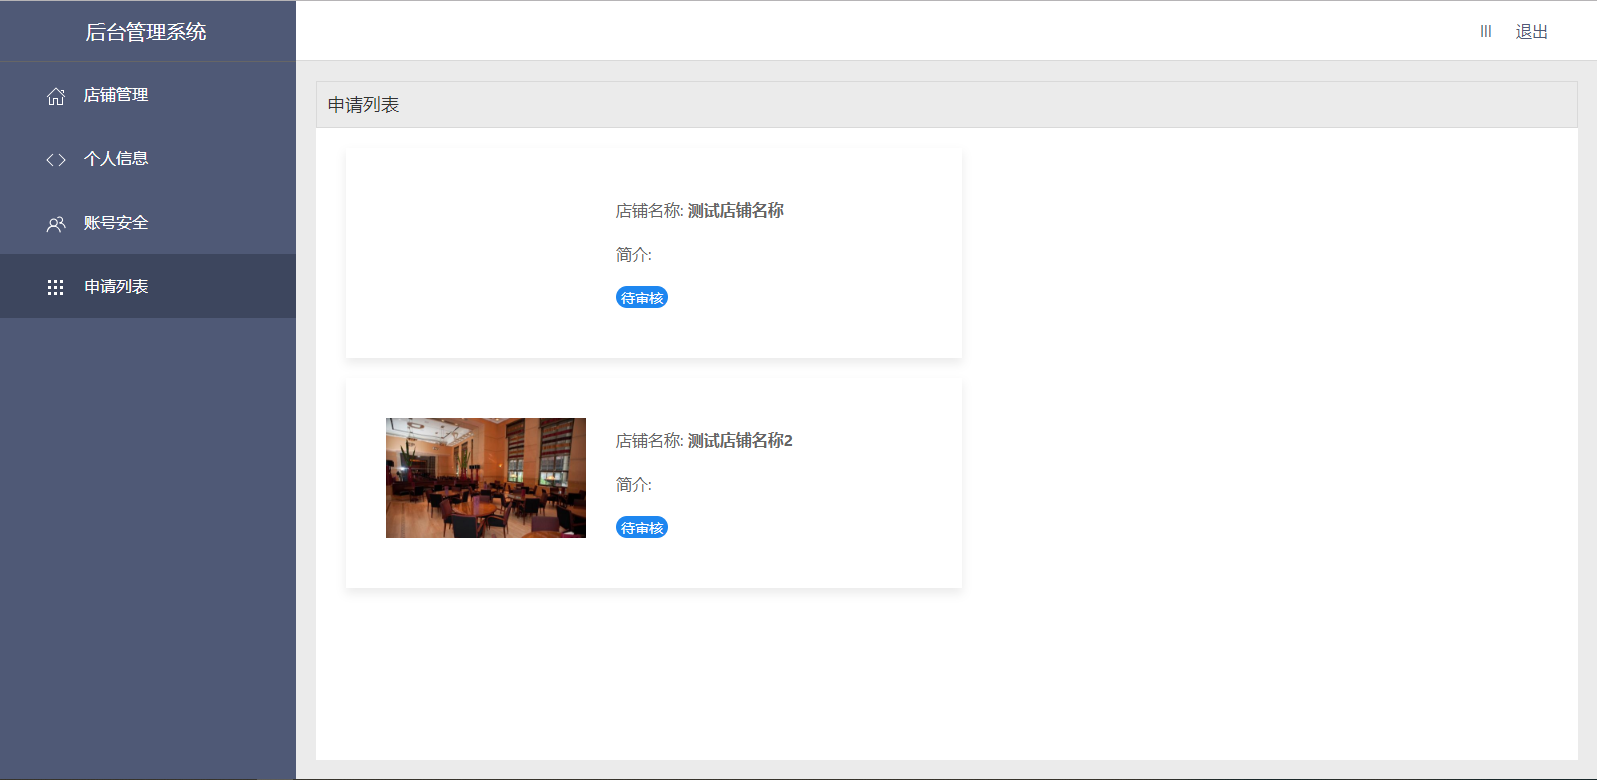 后台管理系统
lll 退出
店铺管理
个人信息
账号安全
申请列表
申请列表
店铺名称: 测试店铺名称
简介:
待审核
店铺名称: 测试店铺名称2
简介:
待审核